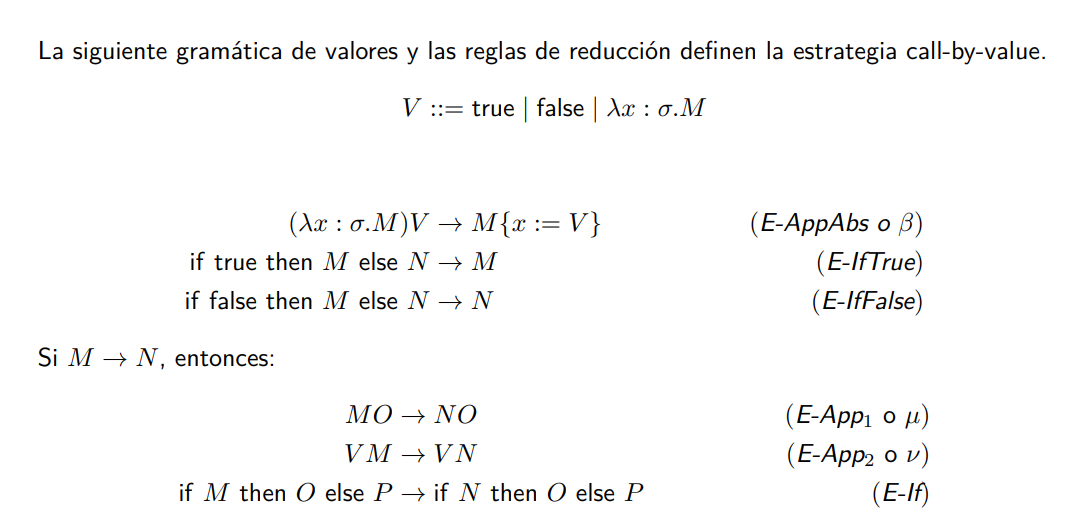 La siguiente gramática de valores y las reglas de reducción definen la estrategia call-by-value.
V ::= true | false | λx : σ.M
(λx : σ.M)V → M{x := V} (E-AppAbs o β)
if true then M else N → M (E-IfTrue)
if false then M else N → N (E-IfFalse)
Si M → N, entonces:
MO → NO (E-App₁ o μ)
VM → VN (E-App₂ o ν)
if M then O else P → if N then O else P (E-If)